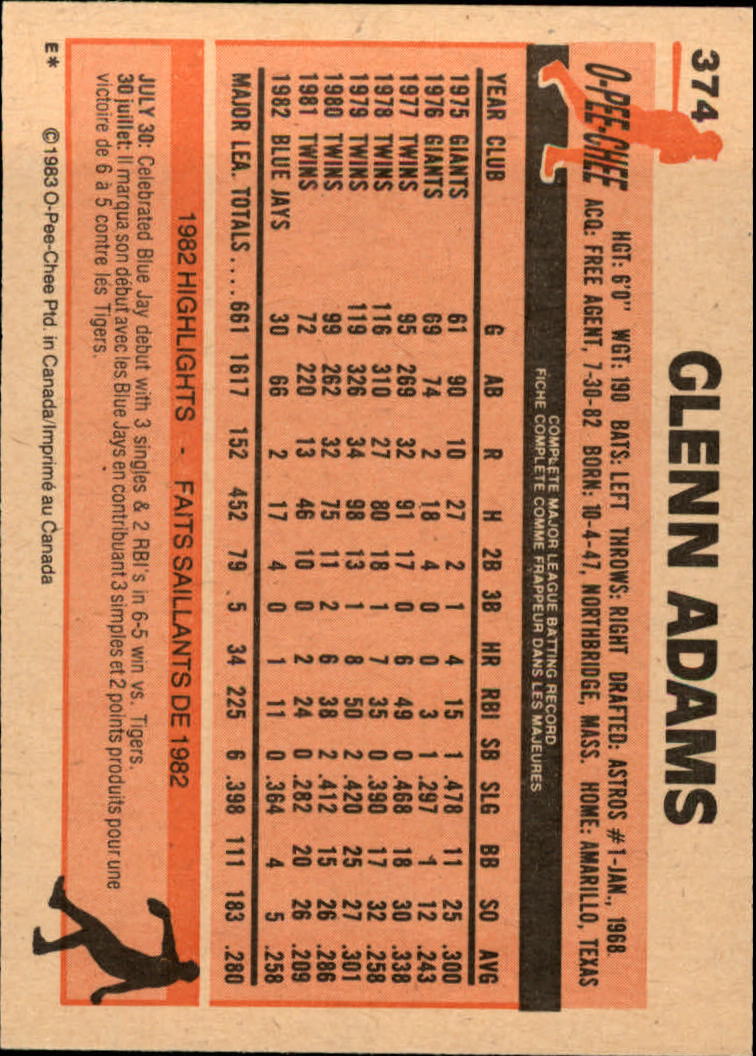 374
GLENN ADAMS
O-PEE-CHEE
HGT: 6'0" WGT: 190 BATS: LEFT THROWS: RIGHT DRAFTED: ASTROS #1-JAN., 1968
ACQ: FREE AGENT, 7-30-82 BORN: 10-4-47, NORTHBRIDGE, MASS. HOME: AMARILLO, TEXAS
COMPLETE MAJOR LEAGUE BATTING RECORD
FICHE COMPLETE COMME FRAPPEUR DANS LES MAJEURES
YEAR CLUB G AB R H 2B 3B HR RBI SB SLG BB SO AVG
1975 GIANTS 61 90 10 27 2 1 4 15 1 .478 11 25 .300
1976 GIANTS 69 74 2 18 4 0 0 3 1 .297 1 12 .243
1977 TWINS 95 269 32 91 17 0 6 49 0 .468 18 30 .338
1978 TWINS 116 310 27 80 18 1 7 35 0 .390 17 32 .258
1979 TWINS 119 326 34 98 13 1 8 50 2 .420 25 27 .301
1980 TWINS 99 262 32 75 11 2 6 38 2 .412 15 26 .286
1981 TWINS 72 220 13 46 10 0 2 24 0 .282 20 26 .209
1982 BLUE JAYS 30 66 2 17 4 0 1 11 0 .364 4 5 .258
MAJOR LEA. TOTALS .... 661 1617 152 452 79 5 34 225 6 .398 111 183 .280
1982 HIGHLIGHTS - FAITS SAILLANTS DE 1982
JULY 30: Celebrated Blue Jay debut with 3 singles & 2 RBI's in 6-5 win vs. Tigers.
30 juillet: Il marqua son début avec les Blue Jays en contribuant 3 simples et 2 points produits pour une
victoire de 6 à 5 contre les Tigers.
E* © 1983 O-Pee-Chee Ptd. in Canada/Imprimé au Canada